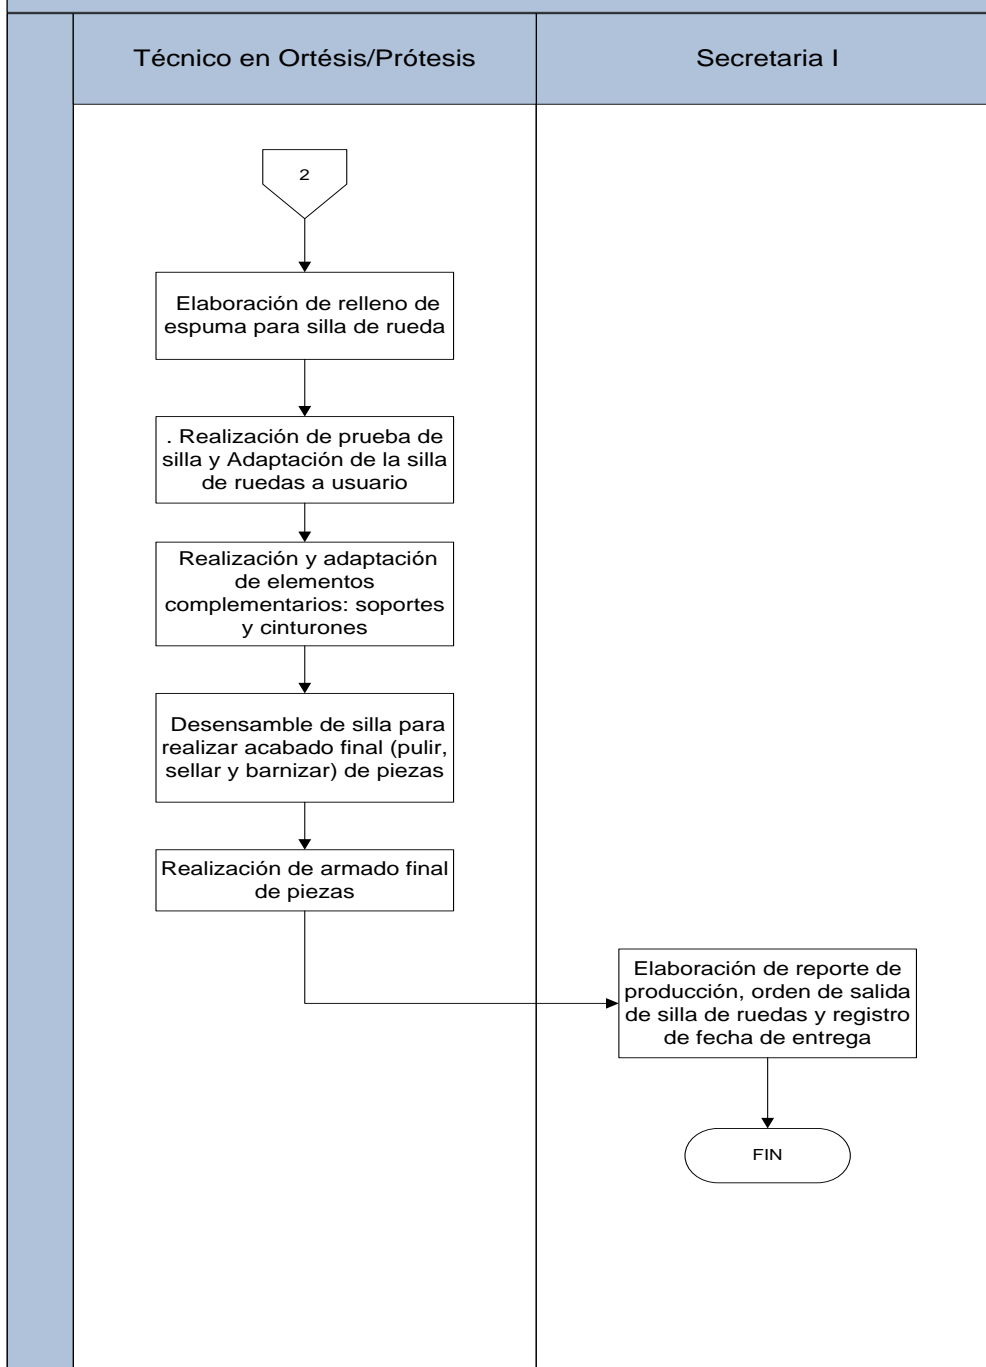 Técnico en Ortésis/Prótesis
Secretaria I
2
Elaboración de relleno de
espuma para silla de rueda
. Realización de prueba de
silla y Adaptación de la silla
de ruedas a usuario
Realización y adaptación
de elementos
complementarios: soportes
y cinturones
Desensamble de silla para
realizar acabado final (pulir,
sellar y barnizar) de piezas
Realización de armado final
de piezas
Elaboración de reporte de
producción, orden de salida
de silla de ruedas y registro
de fecha de entrega
FIN